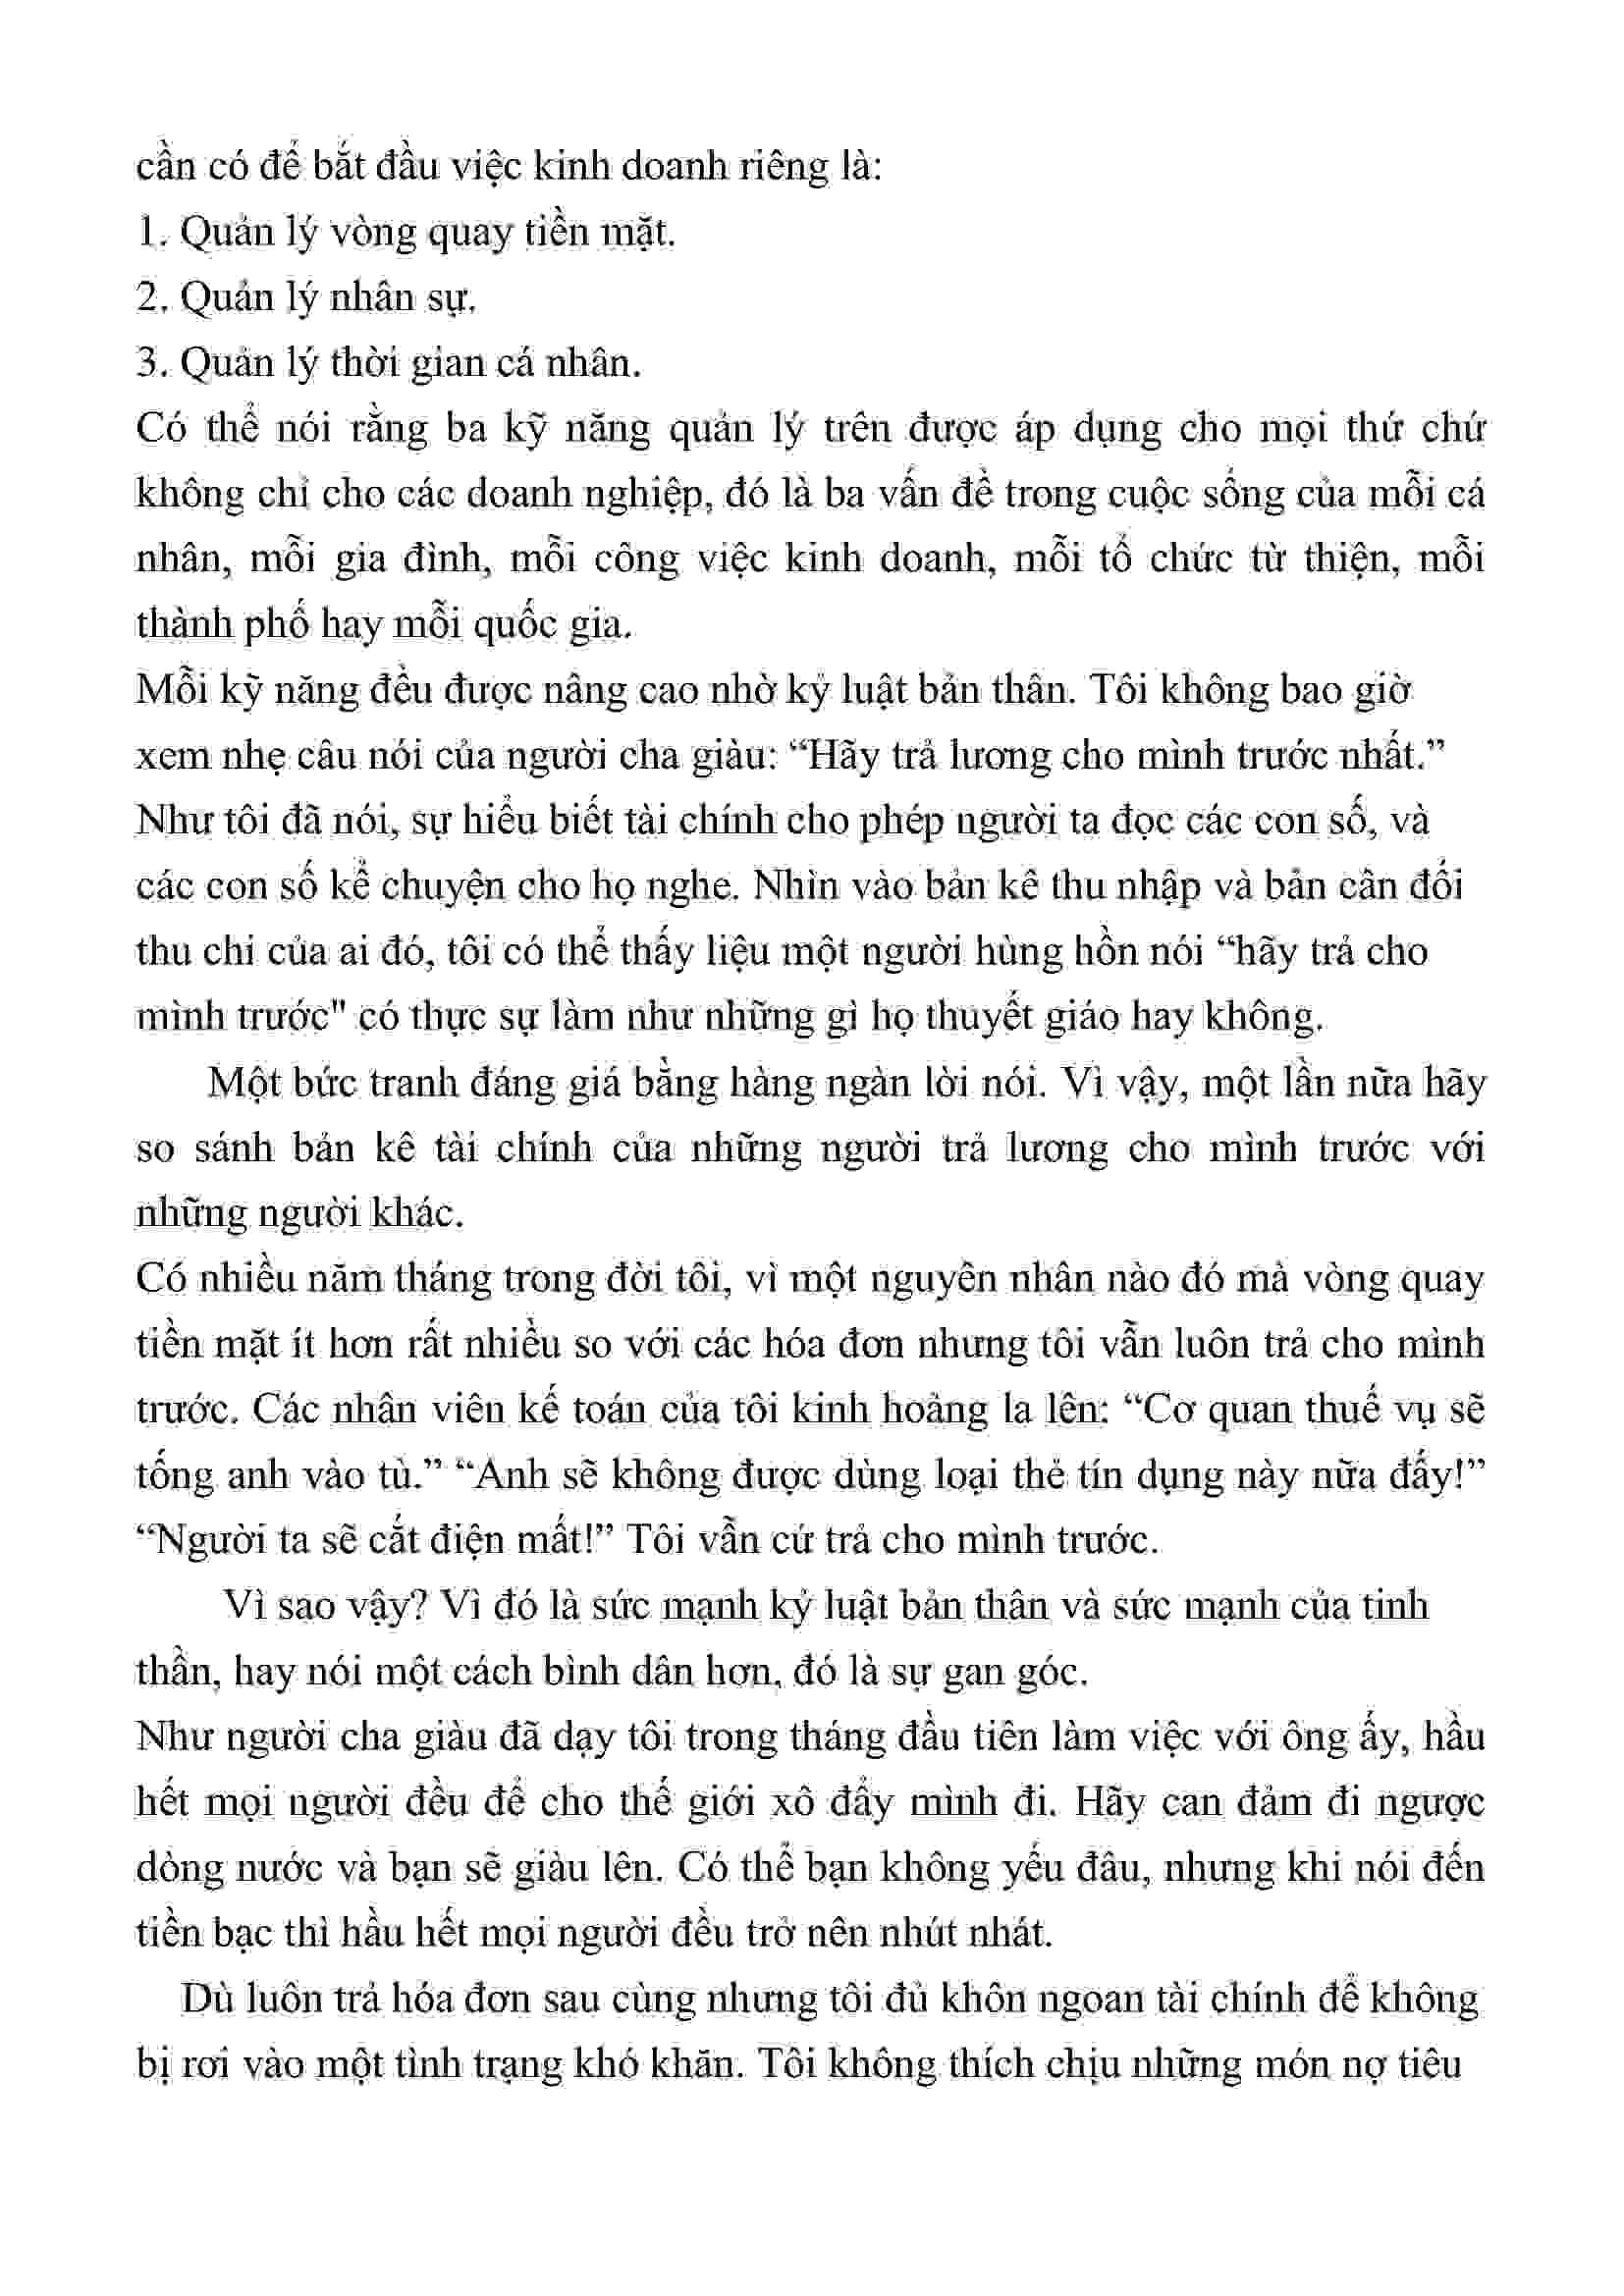 cần có để bắt đầu việc kinh doanh riêng là:
1. Quản lý vòng quay tiền mặt.
2. Quản lý nhân sự.
3. Quản lý thời gian cá nhân.
Có thể nói rằng ba kỹ năng quản lý trên được áp dụng cho mọi thứ chứ
không chỉ cho các doanh nghiệp, đó là ba vấn đề trong cuộc sống của mỗi cá
nhân, mỗi gia đình, mỗi công việc kinh doanh, mỗi tổ chức từ thiện, mỗi
thành phố hay mỗi quốc gia.
Mỗi kỹ năng đều được nâng cao nhờ kỷ luật bản thân. Tôi không bao giờ
xem nhẹ câu nói của người cha giàu: “Hãy trả lương cho mình trước nhất.”
Như tôi đã nói, sự hiểu biết tài chính cho phép người ta đọc các con số, và
các con số kể chuyện cho họ nghe. Nhìn vào bản kê thu nhập và bản cân đối
thu chi của ai đó, tôi có thể thấy liệu một người hùng hồn nói “hãy trả cho
mình trước" có thực sự làm như những gì họ thuyết giáo hay không.
Một bức tranh đáng giá bằng hàng ngàn lời nói. Vì vậy, một lần nữa hãy
so sánh bản kê tài chính của những người trả lương cho mình trước với
những người khác.
Có nhiều năm tháng trong đời tôi, vì một nguyên nhân nào đó mà vòng quay
tiền mặt ít hơn rất nhiều so với các hóa đơn nhưng tôi vẫn luôn trả cho mình
trước. Các nhân viên kế toán của tôi kinh hoảng la lên: “Cơ quan thuế vụ sẽ
tống anh vào tù.” “Anh sẽ không được dùng loại thẻ tín dụng này nữa đấy!”
“Người ta sẽ cắt điện mất!” Tôi vẫn cứ trả cho mình trước.
Vì sao vậy? Vì đó là sức mạnh kỷ luật bản thân và sức mạnh của tinh
thần, hay nói một cách bình dân hơn, đó là sự gan góc.
Như người cha giàu đã dạy tôi trong tháng đầu tiên làm việc với ông ấy, hầu
hết mọi người đều để cho thế giới xô đẩy mình đi. Hãy can đảm đi ngược
dòng nước và bạn sẽ giàu lên. Có thể bạn không yếu đâu, nhưng khi nói đến
tiền bạc thì hầu hết mọi người đều trở nên nhút nhát.
Dù luôn trả hóa đơn sau cùng nhưng tôi đủ khôn ngoan tài chính để không
bị rơi vào một tình trạng khó khăn. Tôi không thích chịu những món nợ tiêu